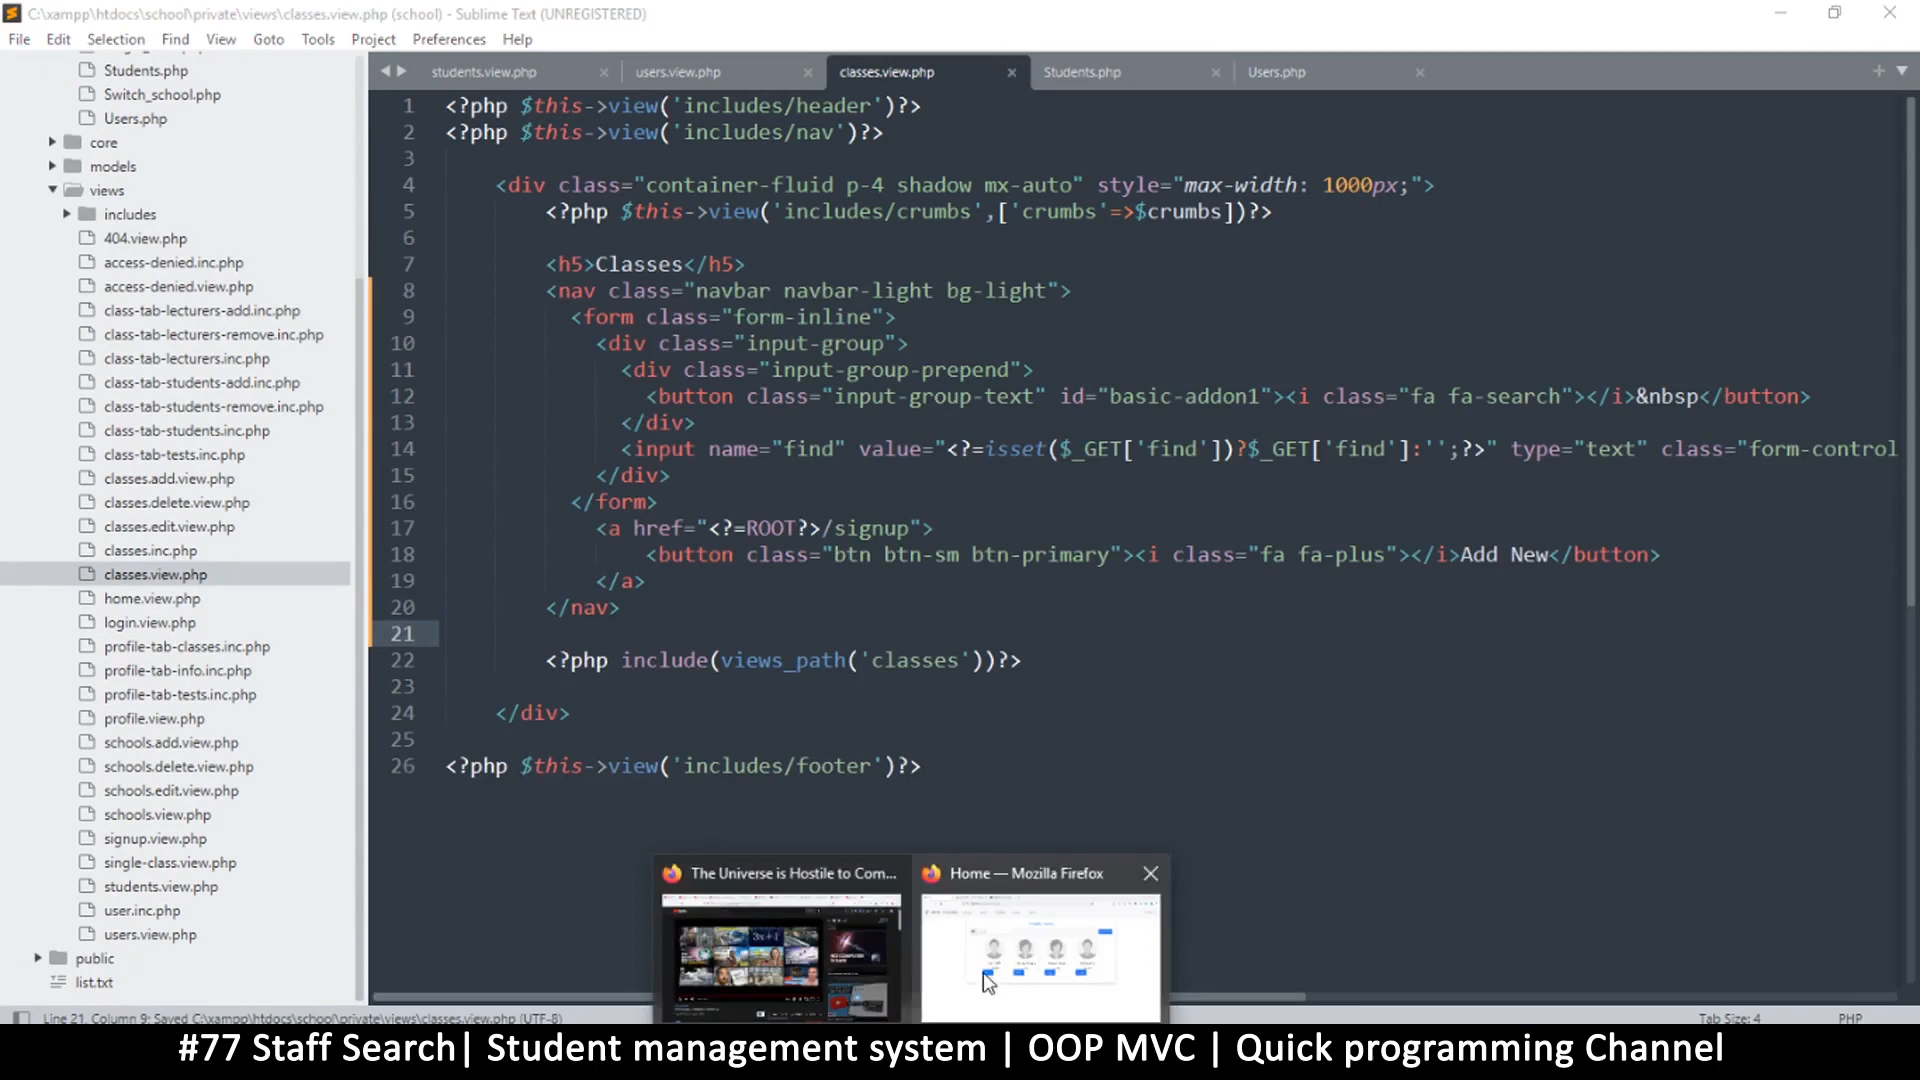 C:\xampp\htdocs\school\private\views\classes.view.php (school) - Sublime Text (UNREGISTERED)
File Edit Selection Find View Goto Tools Project Preferences Help
students.view.php users.view.php classes.view.php Students.php Users.php
Students.php
Switch_school.php
Users.php
core
models
views
includes
404.view.php
access-denied.inc.php
access-denied.view.php
class-tab-lecturers-add.inc.php
class-tab-lecturers-remove.inc.php
class-tab-lecturers.inc.php
class-tab-students-add.inc.php
class-tab-students-remove.inc.php
class-tab-students.inc.php
class-tab-tests.inc.php
classes.add.view.php
classes.delete.view.php
classes.edit.view.php
classes.inc.php
classes.view.php
home.view.php
login.view.php
profile-tab-classes.inc.php
profile-tab-info.inc.php
profile-tab-tests.inc.php
profile.view.php
schools.add.view.php
schools.delete.view.php
schools.edit.view.php
schools.view.php
signup.view.php
single-class.view.php
students.view.php
user.inc.php
users.view.php
public
list.txt
1 <?php $this->view('includes/header')?>
2 <?php $this->view('includes/nav')?>
3
4 <div class="container-fluid p-4 shadow mx-auto" style="max-width: 1000px;">
5 <?php $this->view('includes/crumbs',['crumbs'=>$crumbs])?>
6
7 <h5>Classes</h5>
8 <nav class="navbar navbar-light bg-light">
9 <form class="form-inline">
10 <div class="input-group">
11 <div class="input-group-prepend">
12 <button class="input-group-text" id="basic-addon1"><i class="fa fa-search"></i>&nbsp</button>
13 </div>
14 <input name="find" value="<?=isset($_GET['find'])?$_GET['find']:'';?>" type="text" class="form-control
15 </div>
16 </form>
17 <a href="<?=ROOT?>/signup">
18 <button class="btn btn-sm btn-primary"><i class="fa fa-plus"></i>Add New</button>
19 </a>
20 </nav>
21
22 <?php include(views_path('classes'))?>
23
24 </div>
25
26 <?php $this->view('includes/footer')?>
The Universe is Hostile to Com...
Home — Mozilla Firefox
Line 21, Column 9; Saved C:\xampp\htdocs\school\private\views\classes.view.php (UTF-8)
Tab Size: 4 PHP
#77 Staff Search| Student management system | OOP MVC | Quick programming Channel